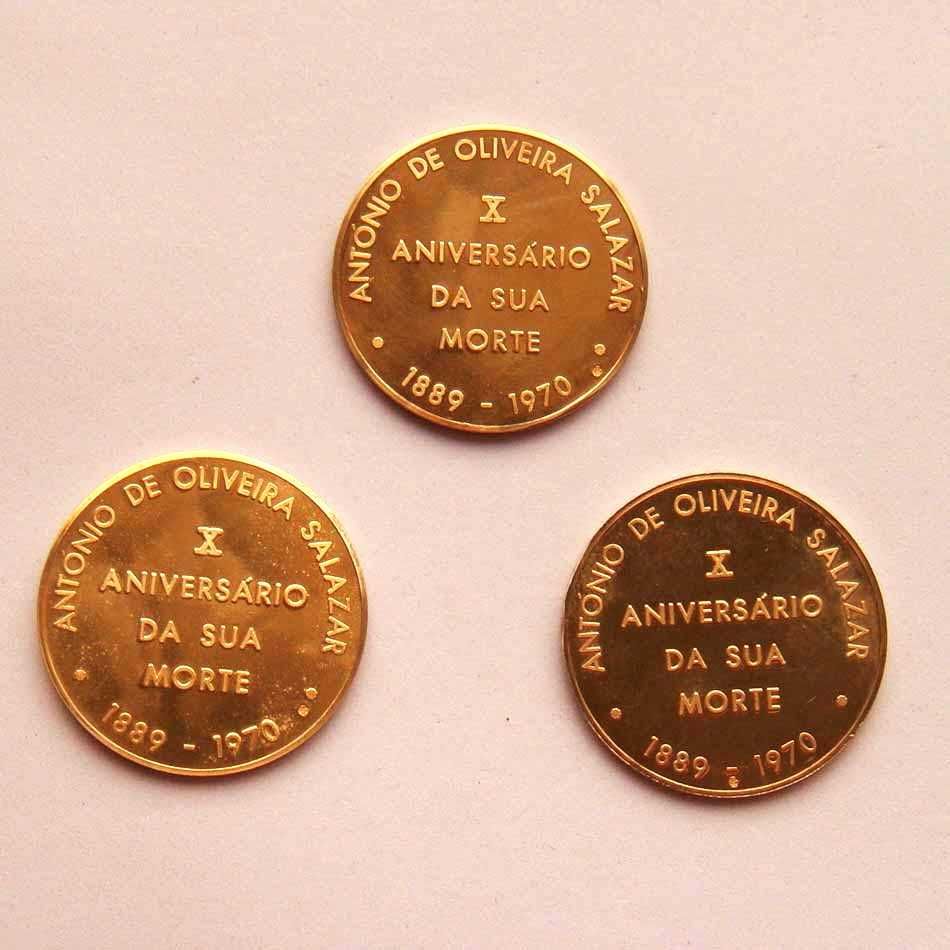 ANTÓNIO DE OLIVEIRA SALAZAR
X
ANIVERSÁRIO
DA SUA
MORTE
1889 - 1970
ANTÓNIO DE OLIVEIRA SALAZAR
X
ANIVERSÁRIO
DA SUA
MORTE
1889 - 1970
ANTÓNIO DE OLIVEIRA SALAZAR
X
ANIVERSÁRIO
DA SUA
MORTE
1889 - 1970